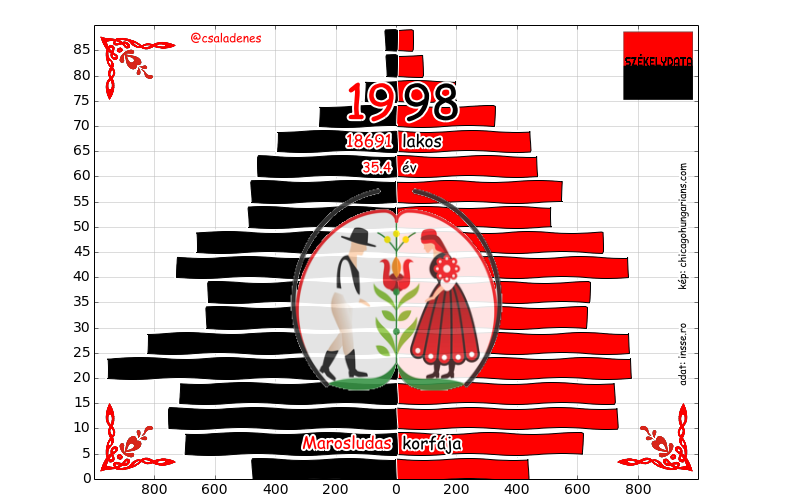 @csaladenes
SZÉKELYDATA
1998
18691 lakos
35.4 év
kép: chicagohungarians.com
adat: insse.ro
Marosludas korfája
85
80
75
70
65
60
55
50
45
40
35
30
25
20
15
10
5
0
800 600 400 200 0 200 400 600 800